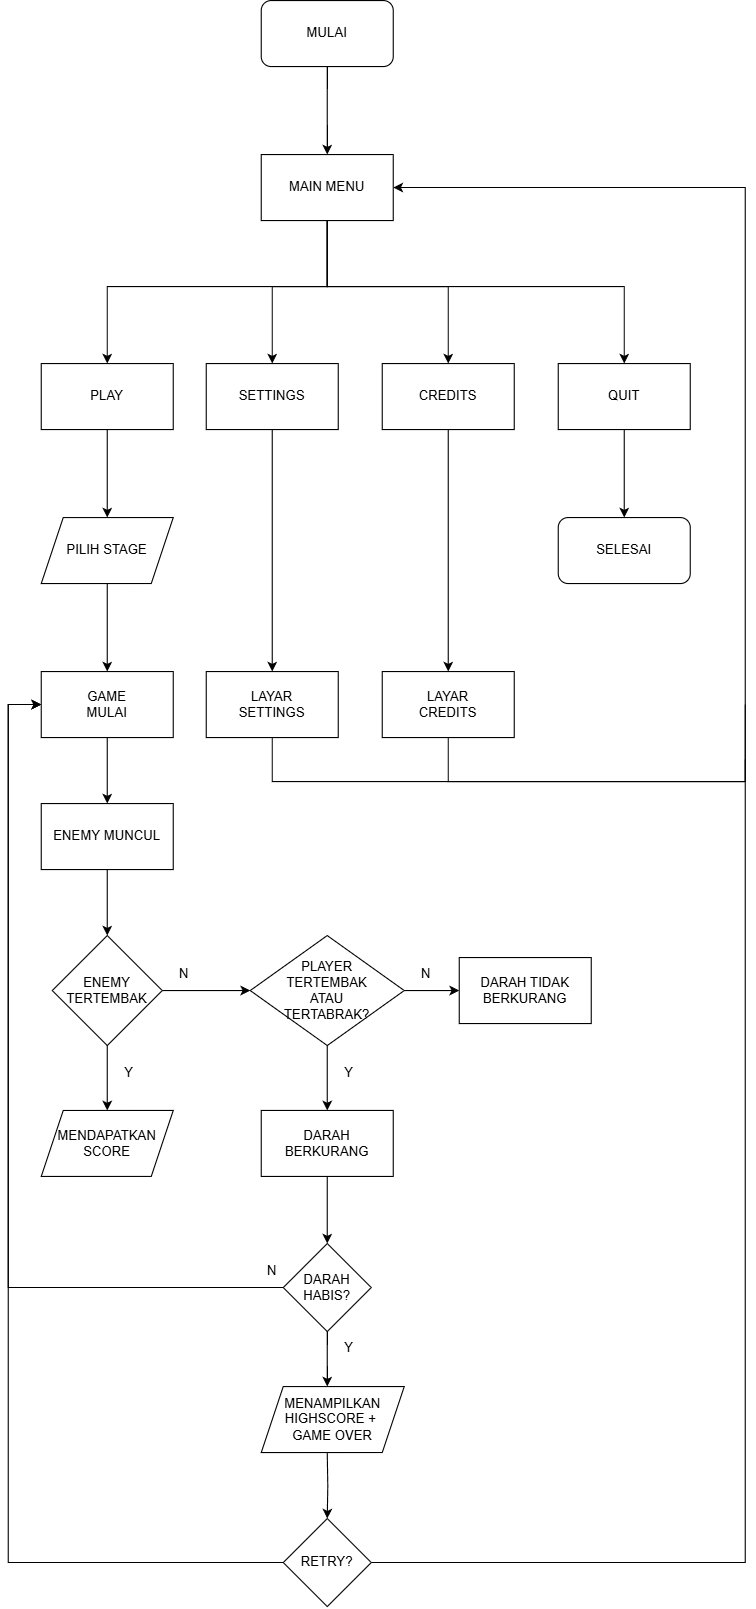 MULAI
MAIN MENU
PLAY
SETTINGS
CREDITS
QUIT
PILIH STAGE
SELESAI
GAME
MULAI
LAYAR
SETTINGS
LAYAR
CREDITS
ENEMY MUNCUL
ENEMY
TERTEMBAK
N
PLAYER
TERTEMBAK
ATAU
TERTABRAK?
N
DARAH TIDAK
BERKURANG
Y
Y
MENDAPATKAN
SCORE
DARAH
BERKURANG
N
DARAH
HABIS?
Y
MENAMPILKAN
HIGHSCORE +
GAME OVER
RETRY?